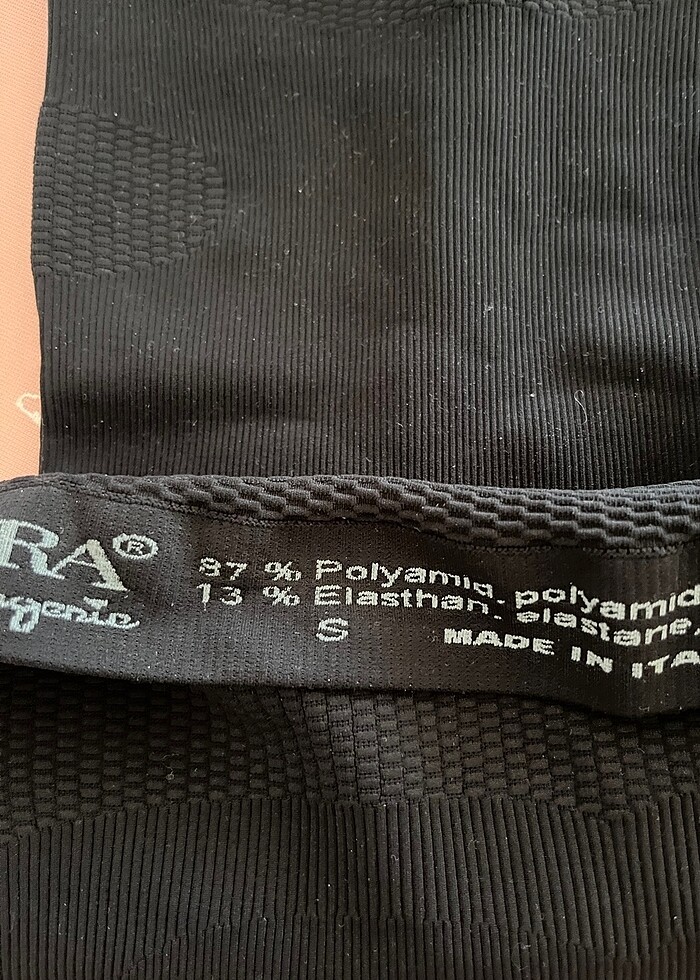 RA®
87 % Polyamid, polyamid
13 % Elasthan, elastane,
S
MADE IN ITA